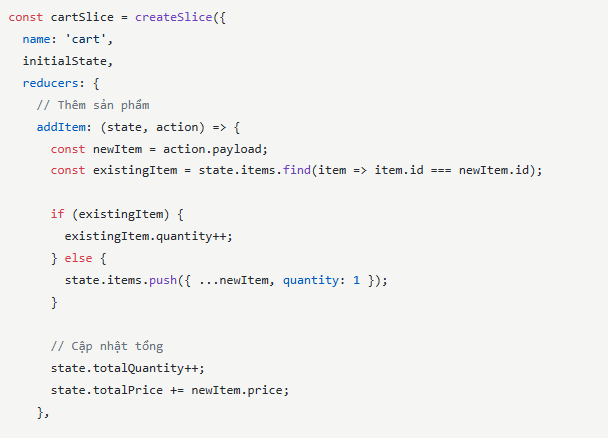 const cartSlice = createSlice({
  name: 'cart',
  initialState,
  reducers: {
    // Thêm sản phẩm
    addItem: (state, action) => {
      const newItem = action.payload;
      const existingItem = state.items.find(item => item.id === newItem.id);

      if (existingItem) {
        existingItem.quantity++;
      } else {
        state.items.push({ ...newItem, quantity: 1 });
      }

      // Cập nhật tổng
      state.totalQuantity++;
      state.totalPrice += newItem.price;
    },